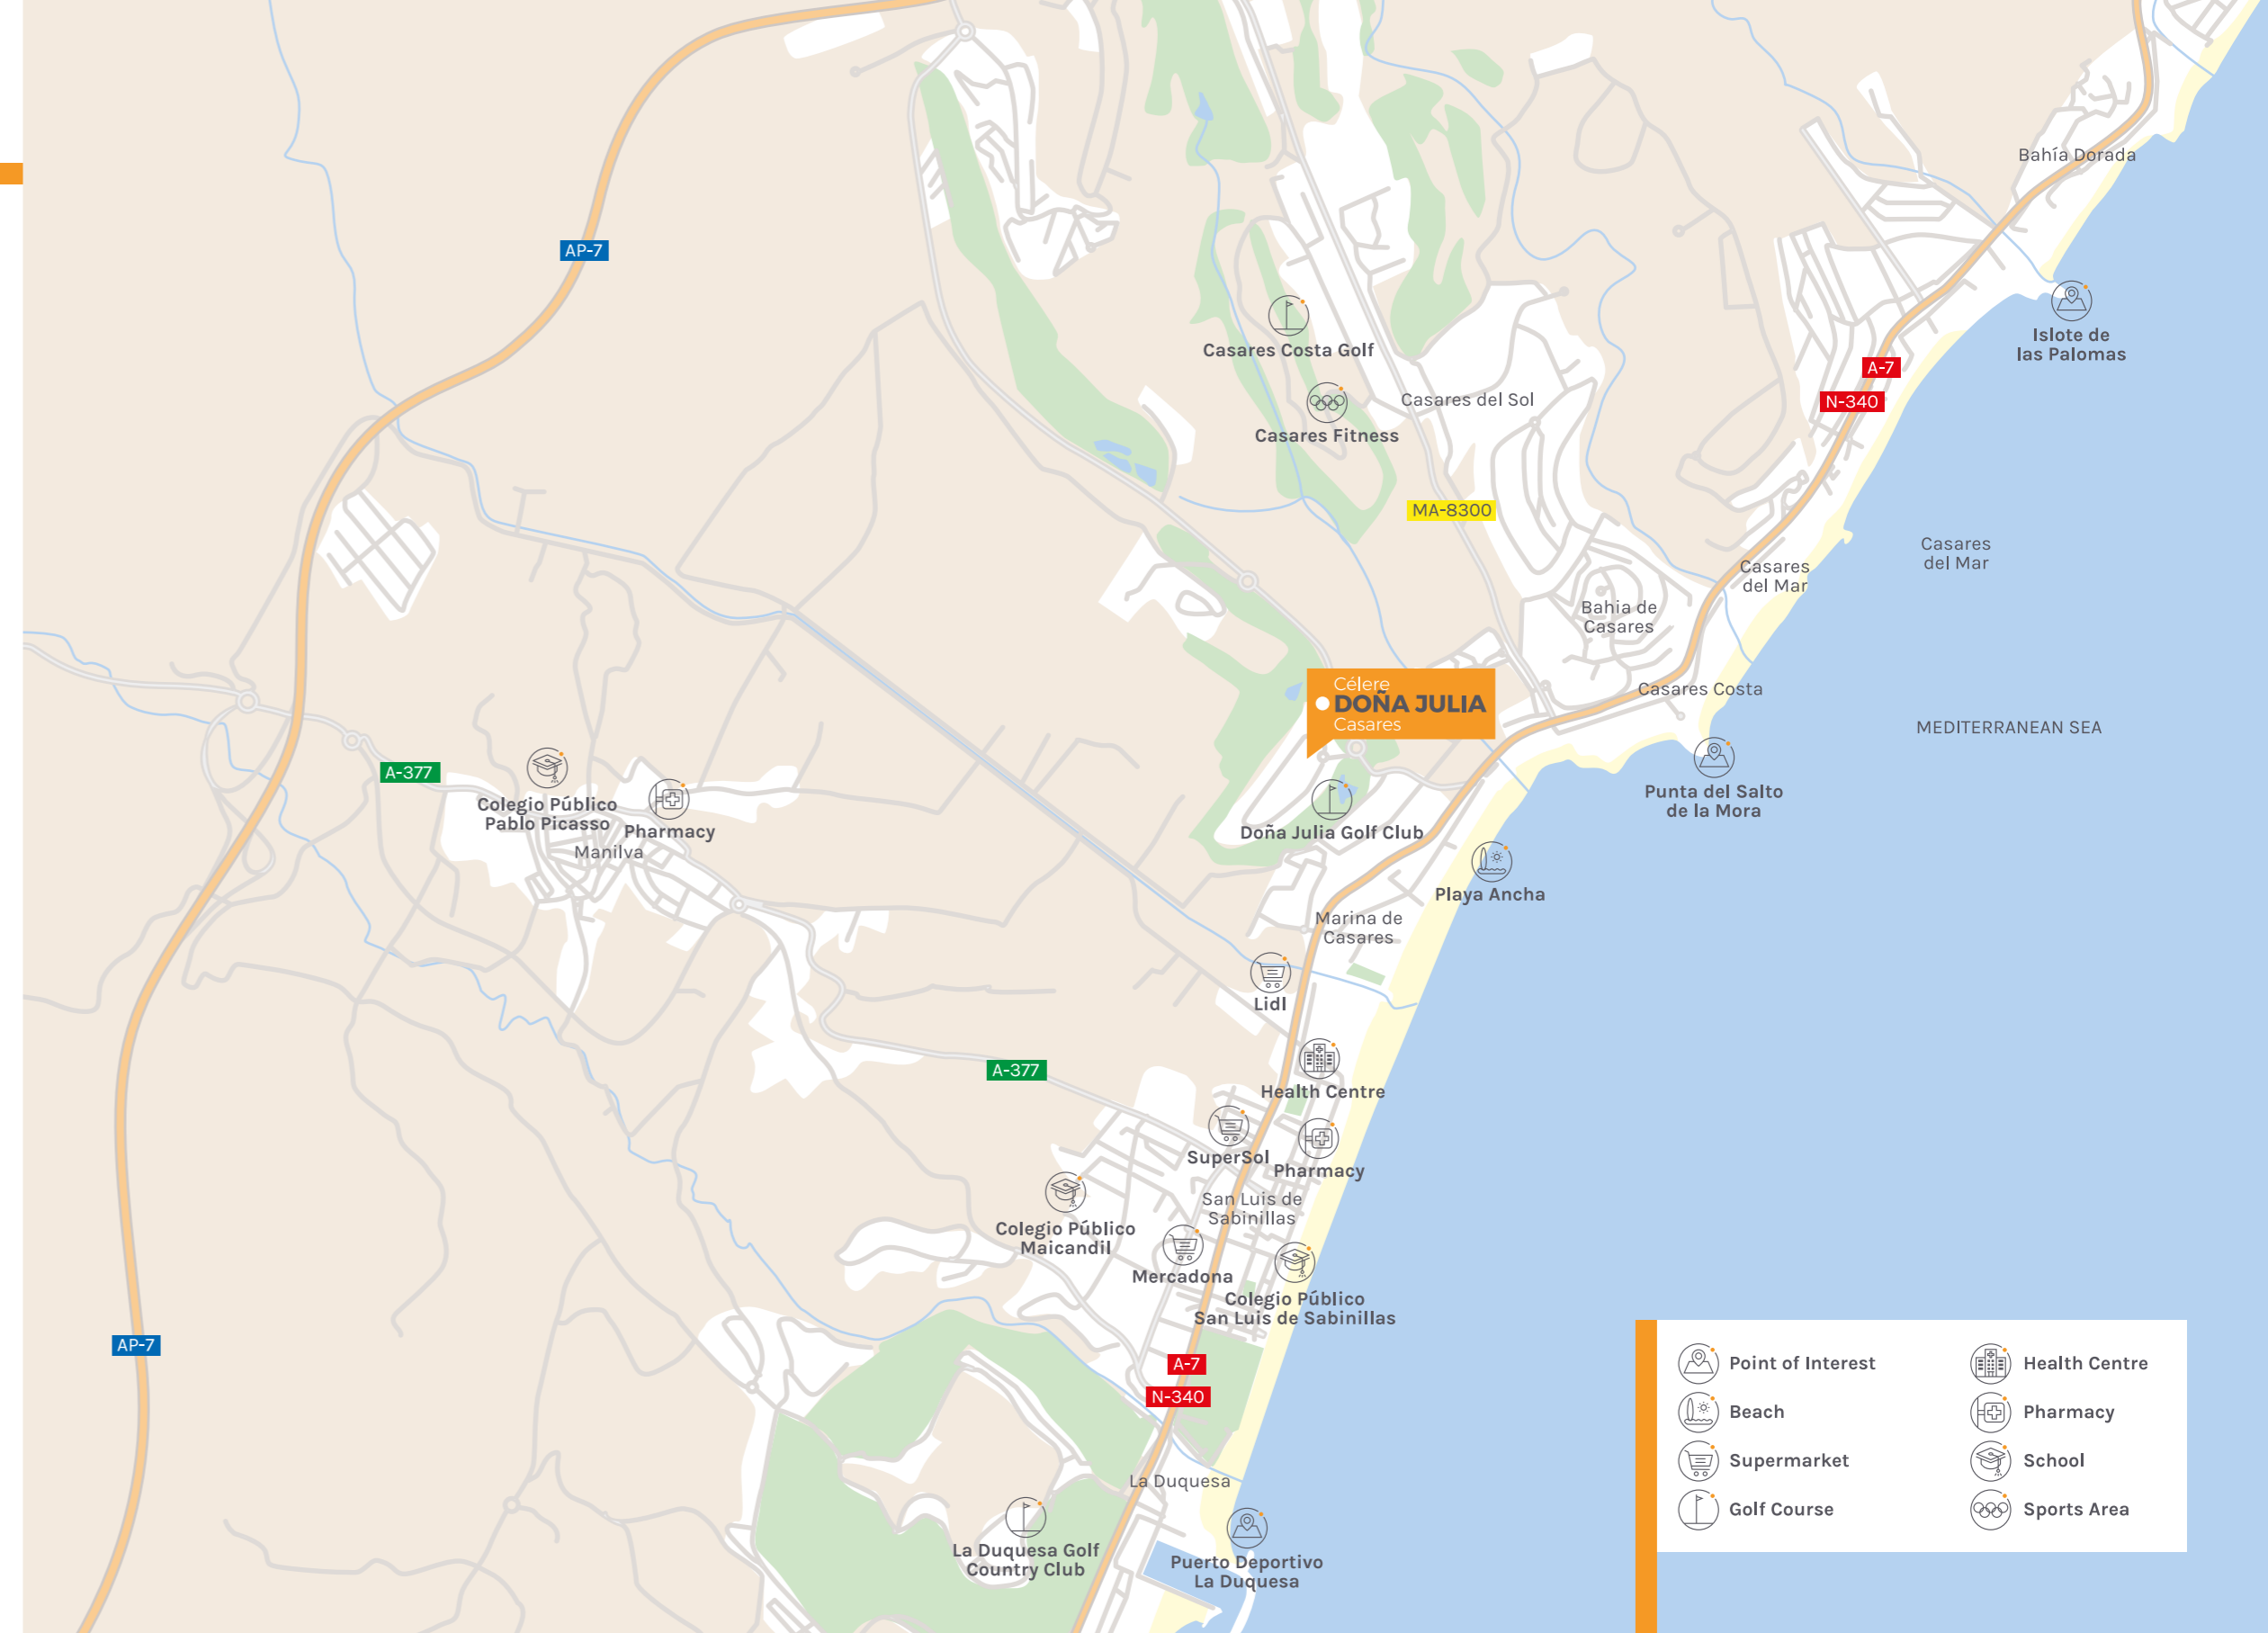 Bahía Dorada
AP-7
Islote de
las Palomas
Casares Costa Golf
A-7
N-340
Casares del Sol
Casares Fitness
MA-8300
Casares
del Mar
Casares
del Mar
Bahia de
Casares
Célere
DOÑA JULIA
Casares
Casares Costa
MEDITERRANEAN SEA
A-377
Punta del Salto
de la Mora
Colegio Público
Pablo Picasso
Pharmacy
Manilva
Doña Julia Golf Club
Playa Ancha
Marina de
Casares
Lidl
A-377
Health Centre
SuperSol
Pharmacy
San Luis de
Sabinillas
Colegio Público
Maicandil
Mercadona
Colegio Público
San Luis de Sabinillas
AP-7
A-7
N-340
La Duquesa
La Duquesa Golf
Country Club
Puerto Deportivo
La Duquesa
Point of Interest
Beach
Supermarket
Golf Course
Health Centre
Pharmacy
School
Sports Area